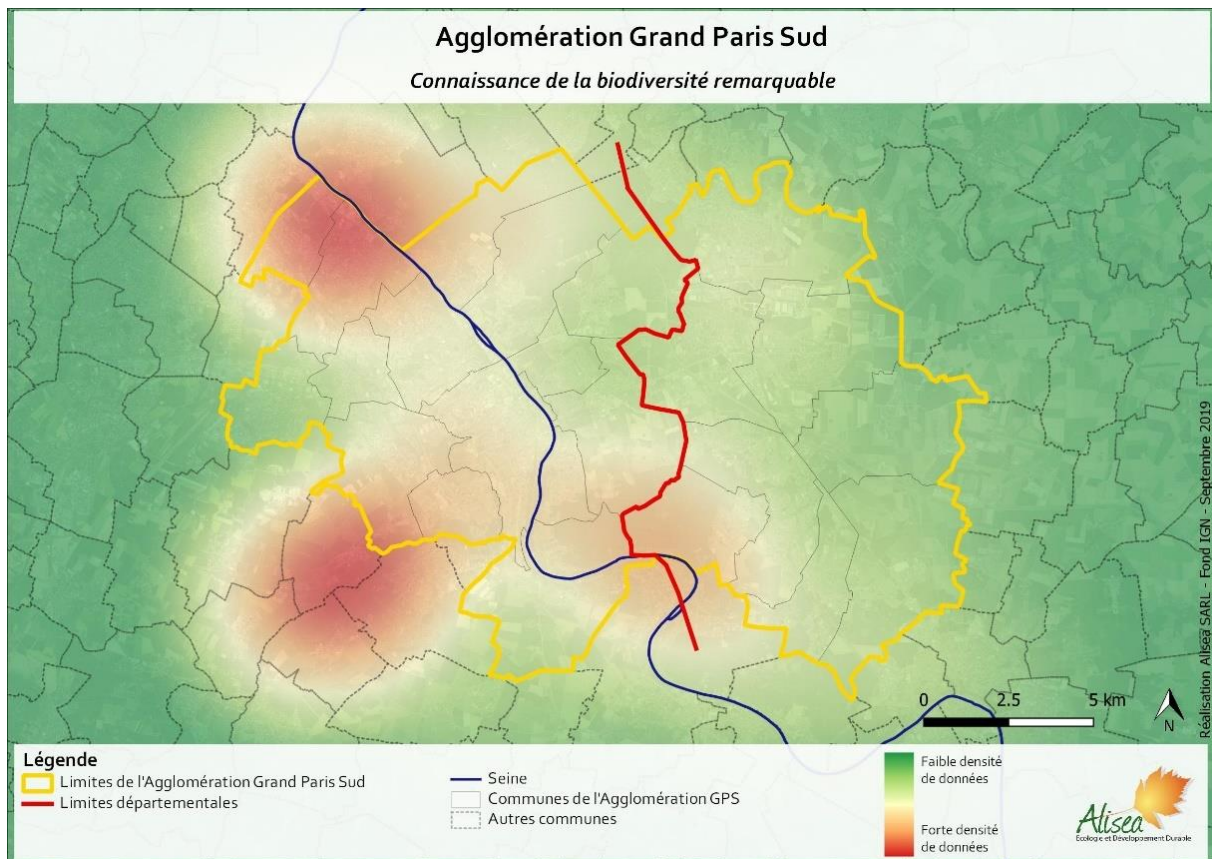 Agglomération Grand Paris Sud
Connaissance de la biodiversité remarquable
Réalisation Alisea SARL - Fond IGN - Septembre 2019
0 2.5 5 km
N
Légende
Limites de l'Agglomération Grand Paris Sud
Limites départementales
Seine
Communes de l'Agglomération GPS
Autres communes
Faible densité
de données
Forte densité
de données
Alisea
Ecologie et Développement Durable